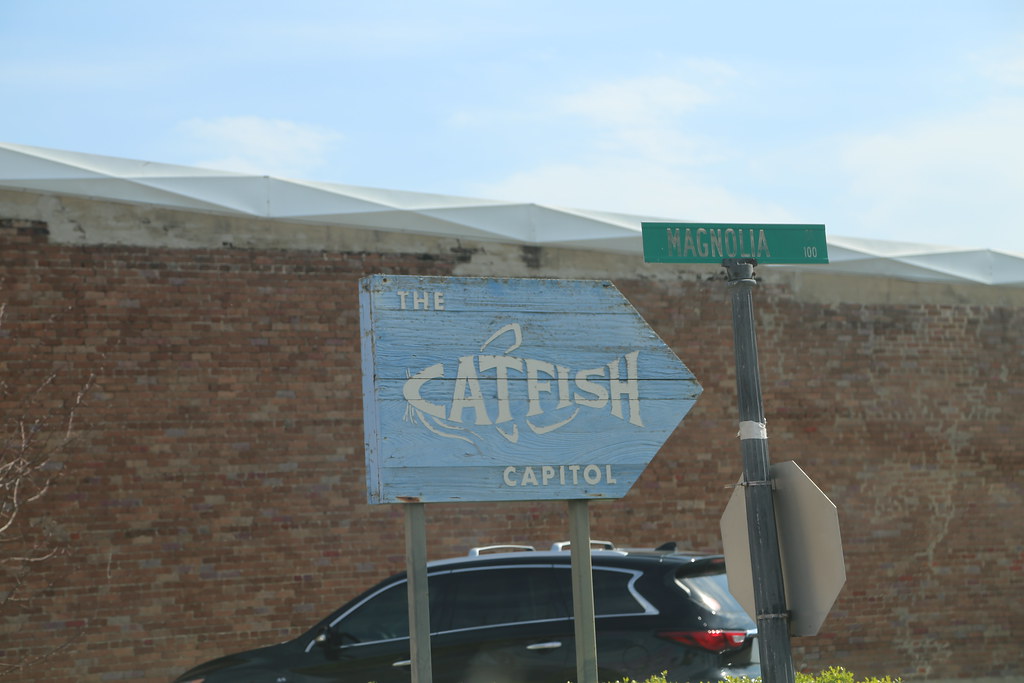 MAGNOLIA
100
THE
CATFISH
CAPITOL